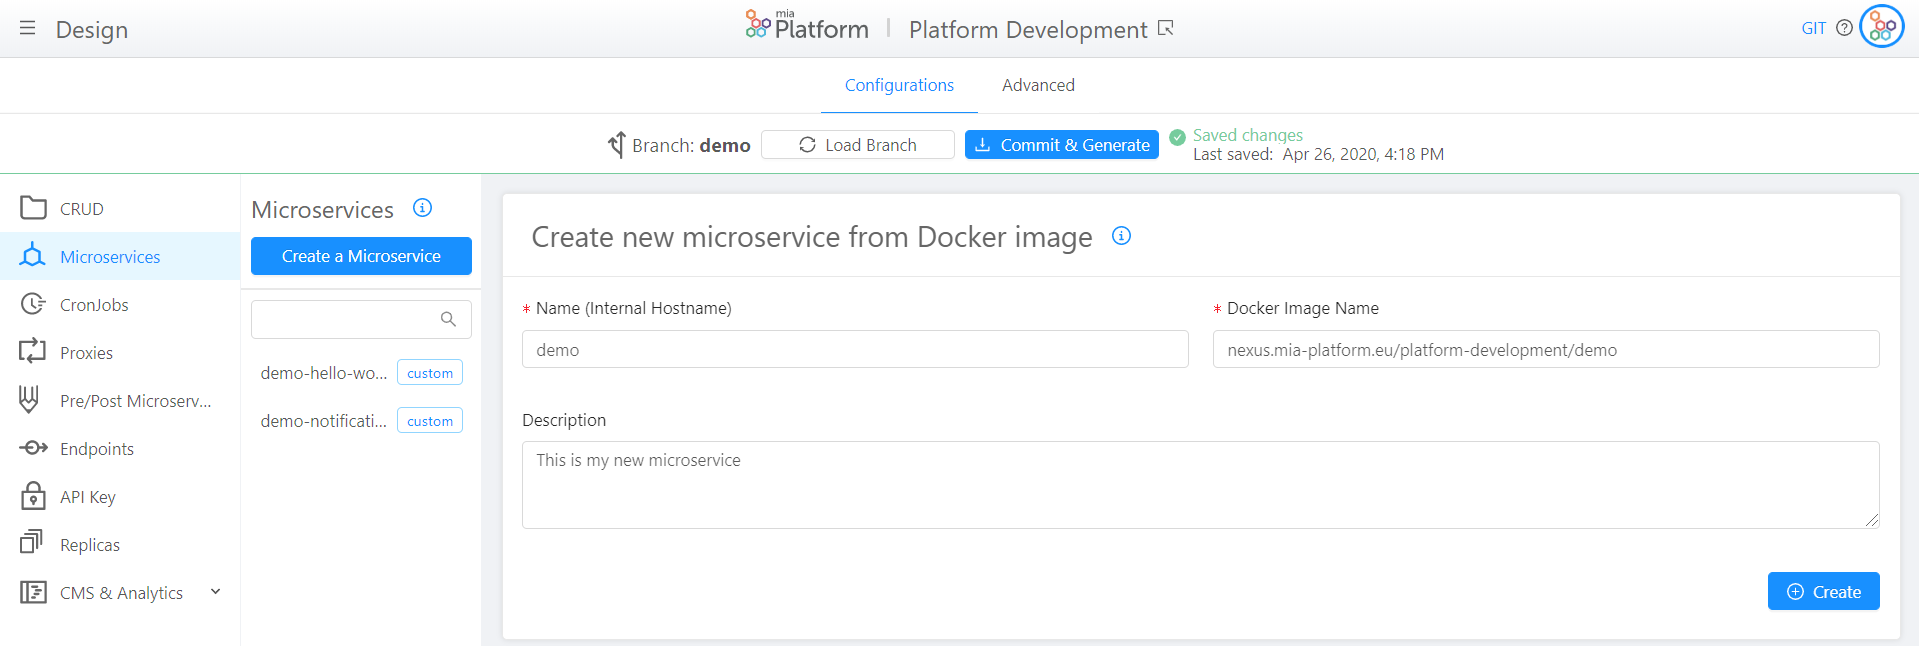 Design
mia
Platform
Platform Development
GIT
Configurations
Advanced
Branch: demo
Load Branch
Commit & Generate
Saved changes
Last saved: Apr 26, 2020, 4:18 PM
CRUD
Microservices
CronJobs
Proxies
Pre/Post Microserv...
Endpoints
API Key
Replicas
CMS & Analytics
Microservices
Create a Microservice
demo-hello-wo... custom
demo-notificati... custom
Create new microservice from Docker image
* Name (Internal Hostname)
demo
* Docker Image Name
nexus.mia-platform.eu/platform-development/demo
Description
This is my new microservice
Create